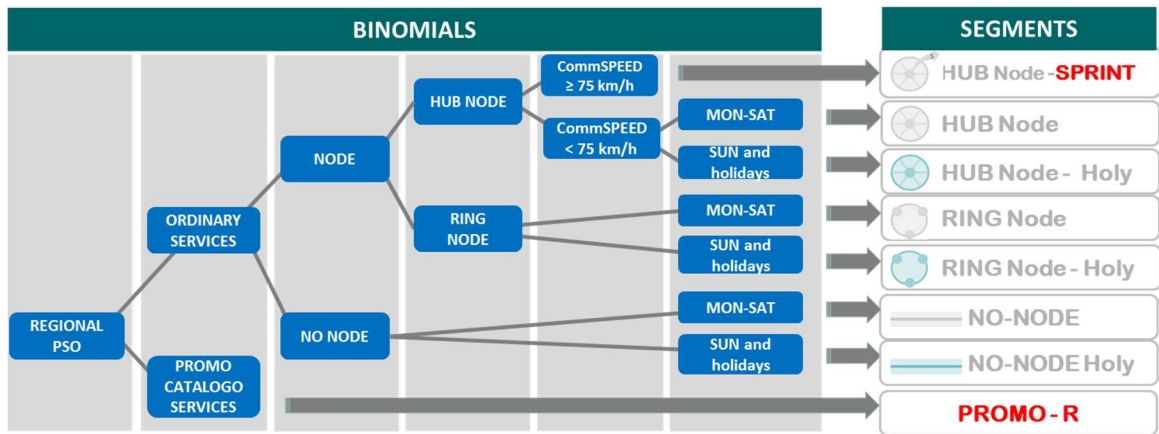 BINOMIALS
SEGMENTS
REGIONAL
PSO
ORDINARY
SERVICES
PROMO
CATALOGO
SERVICES
NODE
NO NODE
HUB NODE
RING
NODE
CommSPEED
≥ 75 km/h
CommSPEED
< 75 km/h
MON-SAT
SUN and
holidays
MON-SAT
SUN and
holidays
MON-SAT
SUN and
holidays
HUB Node-SPRINT
HUB Node
HUB Node - Holy
RING Node
RING Node - Holy
NO-NODE
NO-NODE Holy
PROMO - R